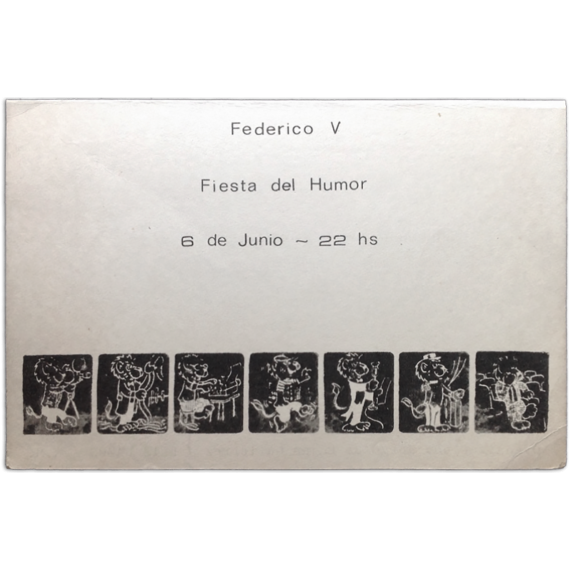 Federico V
Fiesta del Humor
6 de Junio ~ 22 hs